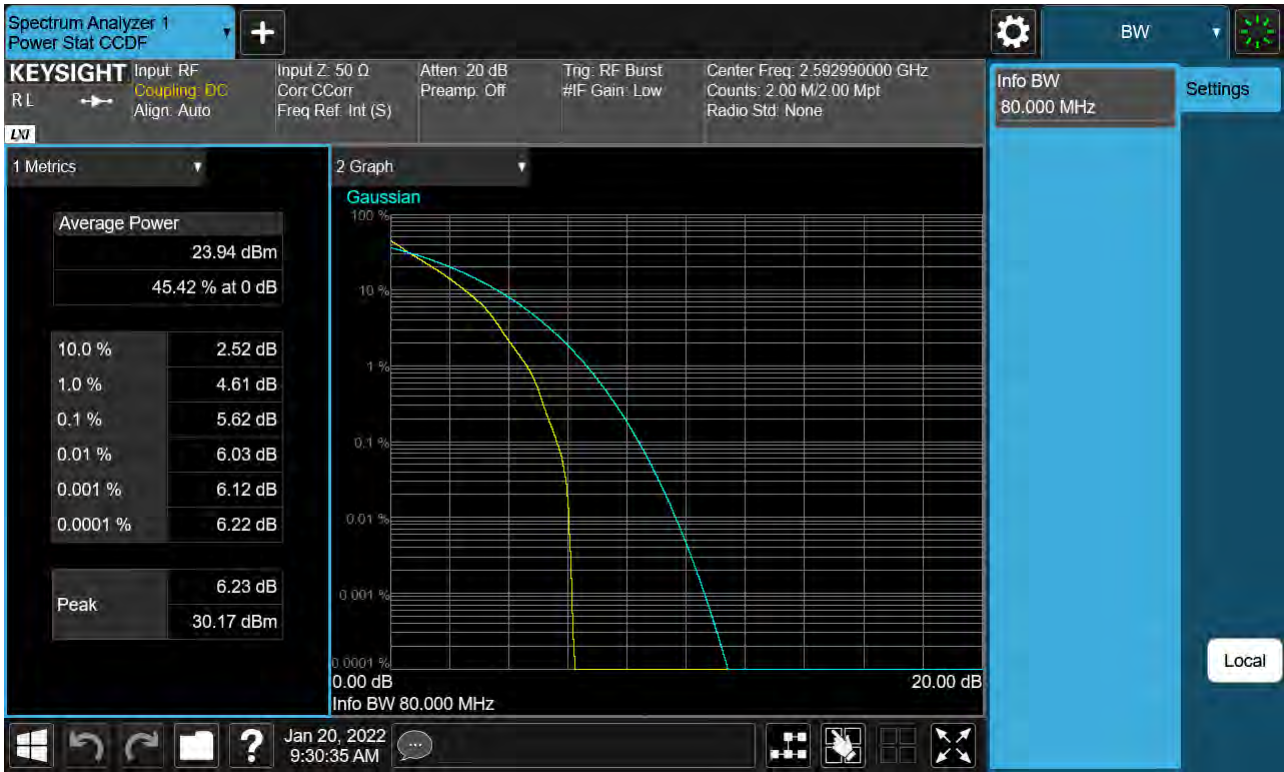 Spectrum Analyzer 1
Power Stat CCDF
+
BW
KEYSIGHT
R L
LXI
Input: RF
Coupling: DC
Align: Auto
Input Z: 50 Ω
Corr CCorr
Freq Ref: Int (S)
Atten: 20 dB
Preamp: Off
Trig: RF Burst
#IF Gain: Low
Center Freq: 2.592990000 GHz
Counts: 2.00 M/2.00 Mpt
Radio Std: None
Info BW
80.000 MHz
Settings
1 Metrics
Average Power
23.94 dBm
45.42 % at 0 dB
10.0 % 2.52 dB
1.0 % 4.61 dB
0.1 % 5.62 dB
0.01 % 6.03 dB
0.001 % 6.12 dB
0.0001 % 6.22 dB
Peak
6.23 dB
30.17 dBm
2 Graph
Gaussian
100 %
10 %
1 %
0.1 %
0.01 %
0.001 %
0.0001 %
0.00 dB 20.00 dB
Info BW 80.000 MHz
Local
?
Jan 20, 2022
9:30:35 AM